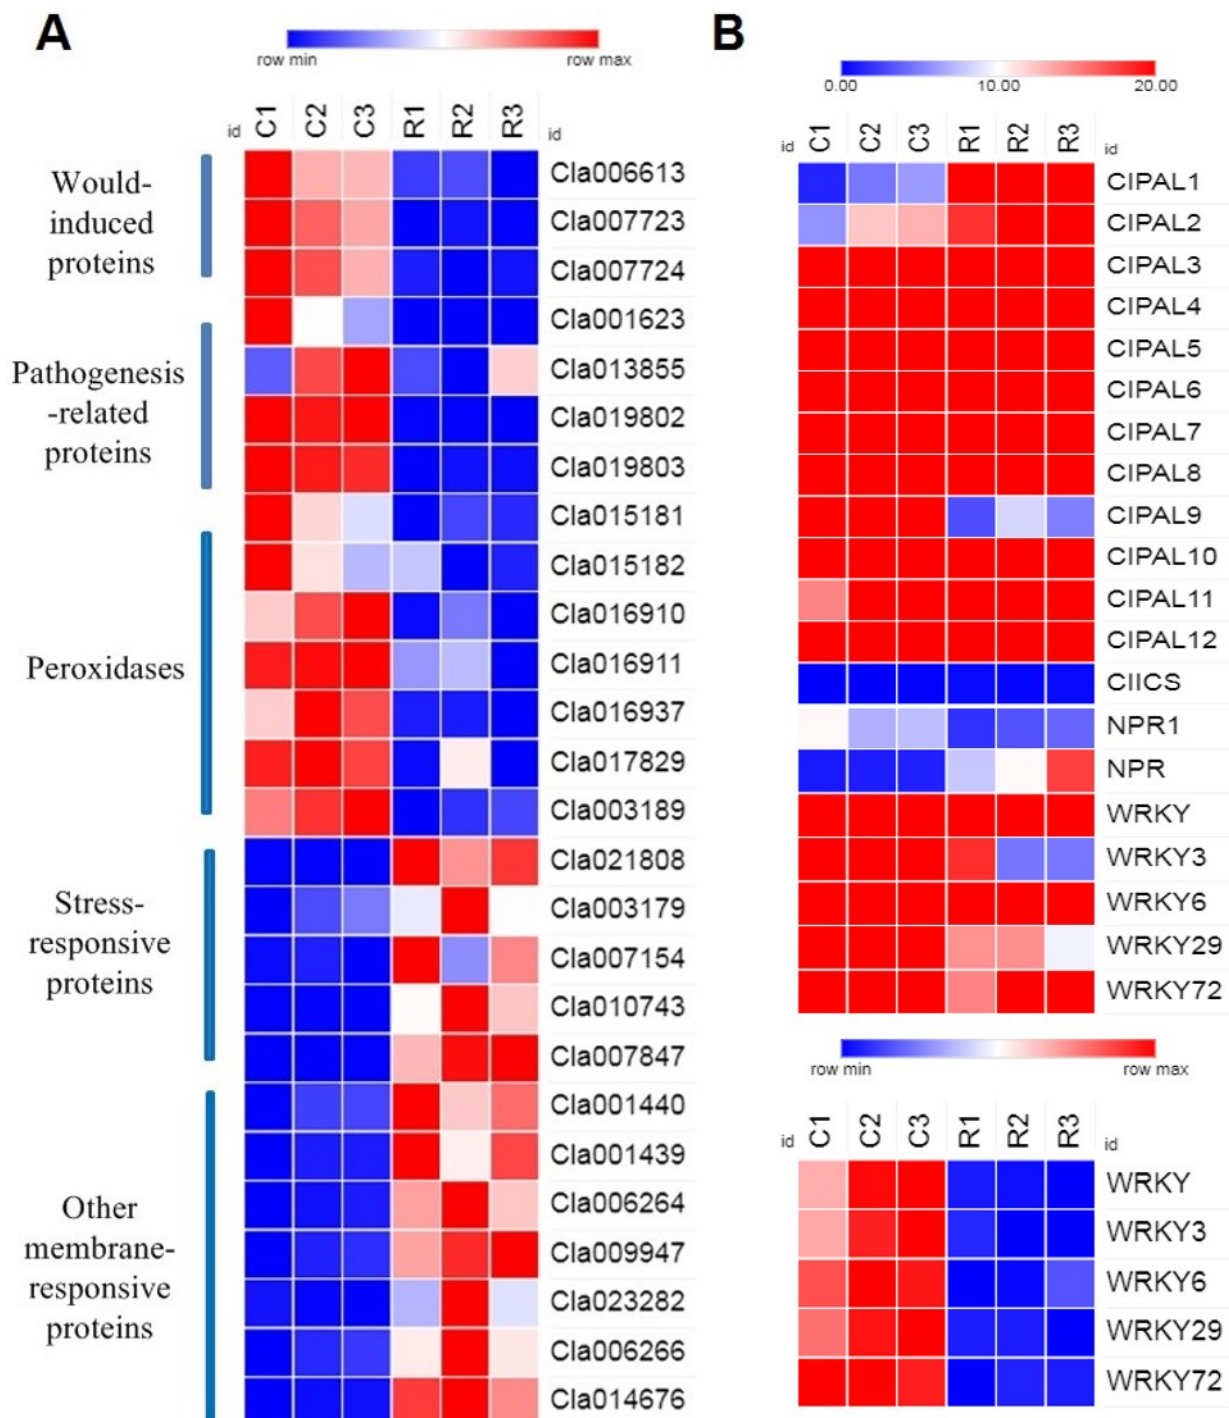 A
row min
row max
id
C1
C2
C3
R1
R2
R3
id
Would-
induced
proteins
Pathogenesis
-related
proteins
Peroxidases
Stress-
responsive
proteins
Other
membrane-
responsive
proteins
Cla006613
Cla007723
Cla007724
Cla001623
Cla013855
Cla019802
Cla019803
Cla015181
Cla015182
Cla016910
Cla016911
Cla016937
Cla017829
Cla003189
Cla021808
Cla003179
Cla007154
Cla010743
Cla007847
Cla001440
Cla001439
Cla006264
Cla009947
Cla023282
Cla006266
Cla014676
B
0.00
10.00
20.00
id
C1
C2
C3
R1
R2
R3
id
ClPAL1
ClPAL2
ClPAL3
ClPAL4
ClPAL5
ClPAL6
ClPAL7
ClPAL8
ClPAL9
ClPAL10
ClPAL11
ClPAL12
ClICS
NPR1
NPR
WRKY
WRKY3
WRKY6
WRKY29
WRKY72
row min
row max
id
C1
C2
C3
R1
R2
R3
id
WRKY
WRKY3
WRKY6
WRKY29
WRKY72